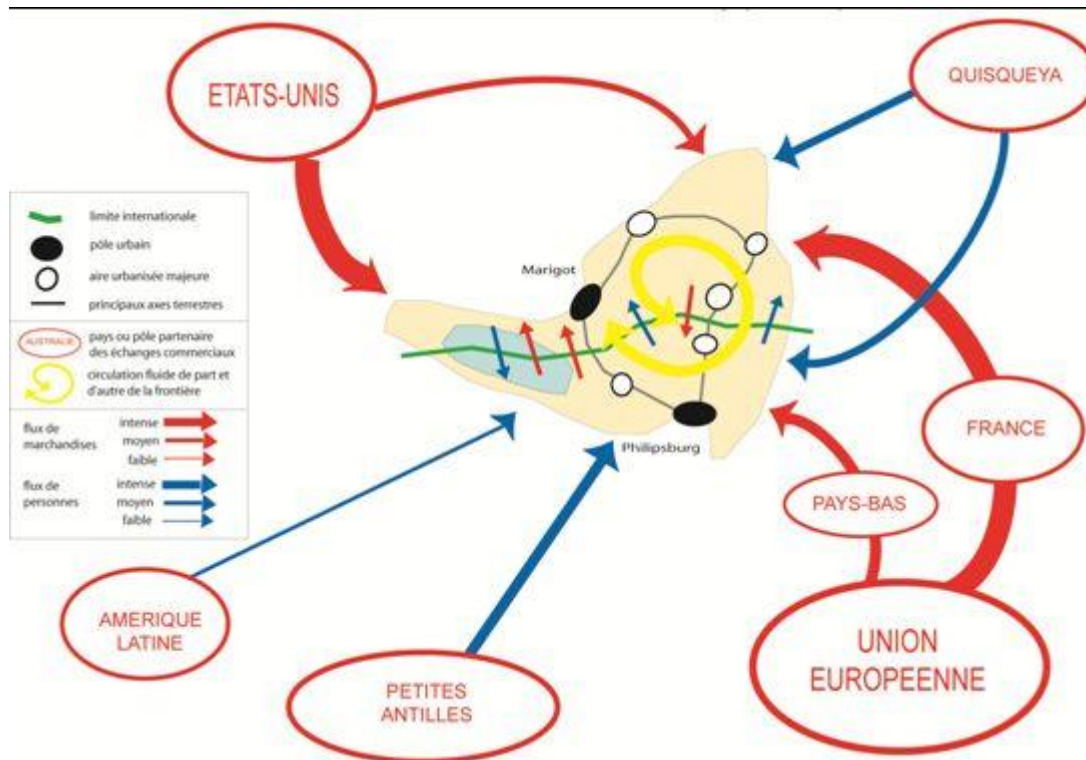 ETATS-UNIS
QUISQUEYA
limite internationale
pôle urbain
aire urbanisée majeure
principaux axes terrestres
AUSTRALIE
pays ou pôle partenaire
des échanges commerciaux
circulation fluide de part et
d'autre de la frontière
flux de
marchandises
intense
moyen
faible
flux de
personnes
intense
moyen
faible
Marigot
Philipsburg
FRANCE
PAYS-BAS
AMERIQUE
LATINE
PETITES
ANTILLES
UNION
EUROPEENNE